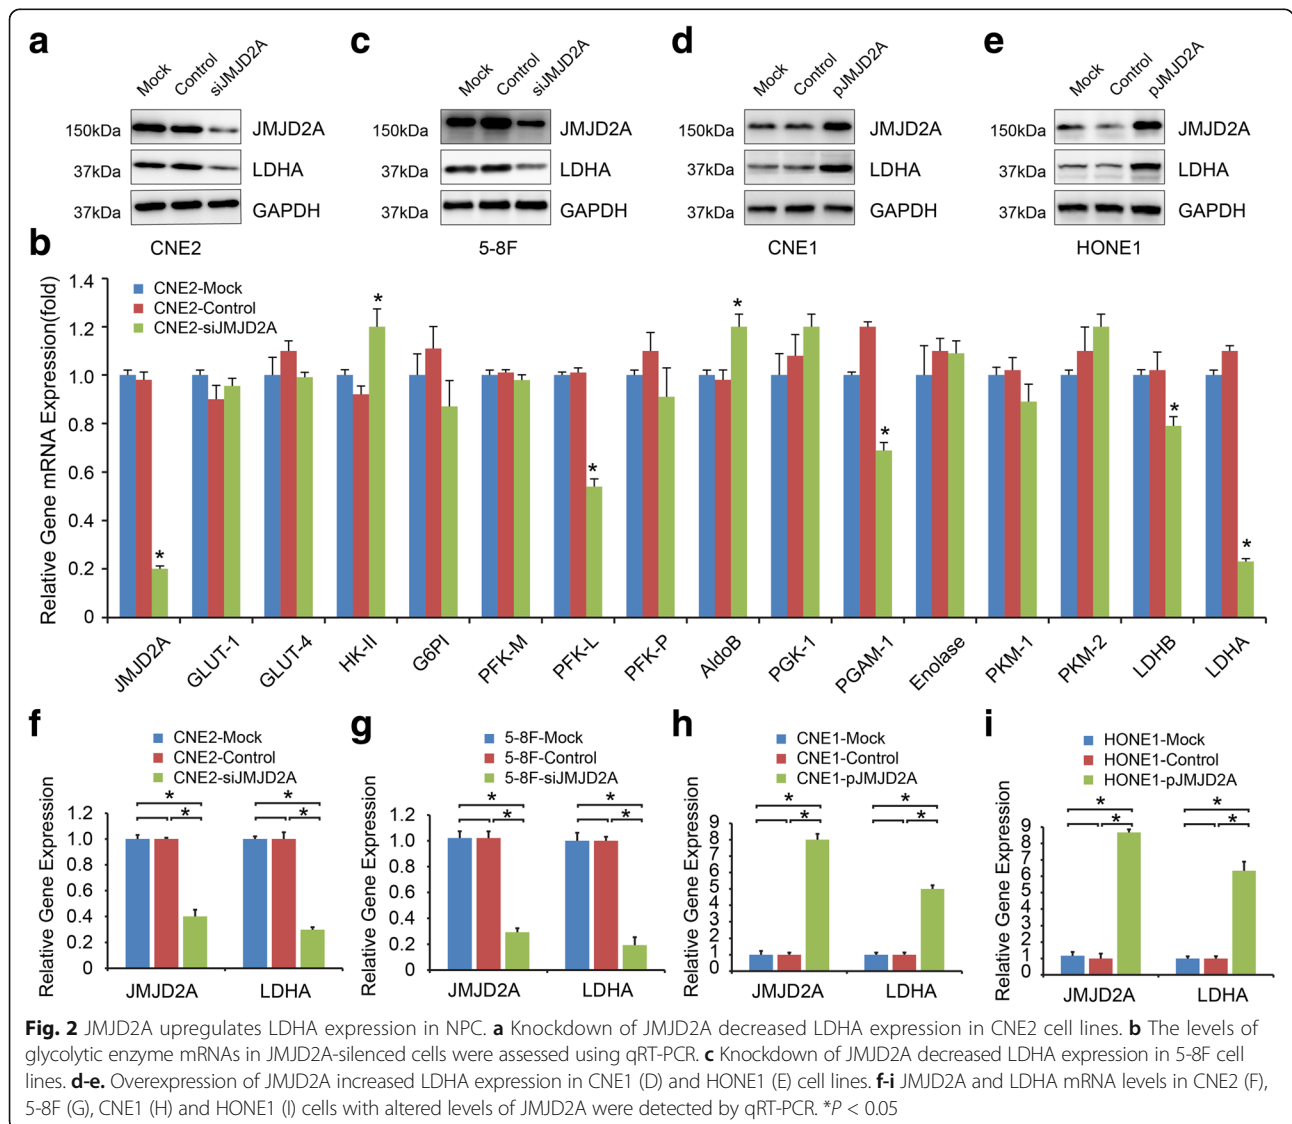 a
Mock Control siJMJD2A
150kDa JMJD2A
37kDa LDHA
37kDa GAPDH
CNE2
c
Mock Control siJMJD2A
150kDa JMJD2A
37kDa LDHA
37kDa GAPDH
5-8F
d
Mock Control pJMJD2A
150kDa JMJD2A
37kDa LDHA
37kDa GAPDH
CNE1
e
Mock Control pJMJD2A
150kDa JMJD2A
37kDa LDHA
37kDa GAPDH
HONE1
b
Relative Gene mRNA Expression(fold)
1.4
1.2
1.0
0.8
0.6
0.4
0.2
0
CNE2-Mock
CNE2-Control
CNE2-siJMJD2A
* * * * * * *
JMJD2A GLUT-1 GLUT-4 HK-II G6PI PFK-M PFK-L PFK-P AldoB PGK-1 PGAM-1 Enolase PKM-1 PKM-2 LDHB LDHA
f
CNE2-Mock
CNE2-Control
CNE2-siJMJD2A
Relative Gene Expression
1.2
1.0
0.8
0.6
0.4
0.2
0
* *
* *
JMJD2A LDHA
g
5-8F-Mock
5-8F-Control
5-8F-siJMJD2A
Relative Gene Expression
1.2
1.0
0.8
0.6
0.4
0.2
0
* *
* *
JMJD2A LDHA
h
CNE1-Mock
CNE1-Control
CNE1-pJMJD2A
Relative Gene Expression
9
8
7
6
5
4
3
2
1
0
* *
* *
JMJD2A LDHA
i
HONE1-Mock
HONE1-Control
HONE1-pJMJD2A
Relative Gene Expression
9
8
7
6
5
4
3
2
1
0
* *
* *
JMJD2A LDHA
Fig. 2 JMJD2A upregulates LDHA expression in NPC. a Knockdown of JMJD2A decreased LDHA expression in CNE2 cell lines. b The levels of
glycolytic enzyme mRNAs in JMJD2A-silenced cells were assessed using qRT-PCR. c Knockdown of JMJD2A decreased LDHA expression in 5-8F cell
lines. d-e. Overexpression of JMJD2A increased LDHA expression in CNE1 (D) and HONE1 (E) cell lines. f-i JMJD2A and LDHA mRNA levels in CNE2 (F),
5-8F (G), CNE1 (H) and HONE1 (I) cells with altered levels of JMJD2A were detected by qRT-PCR. *P < 0.05